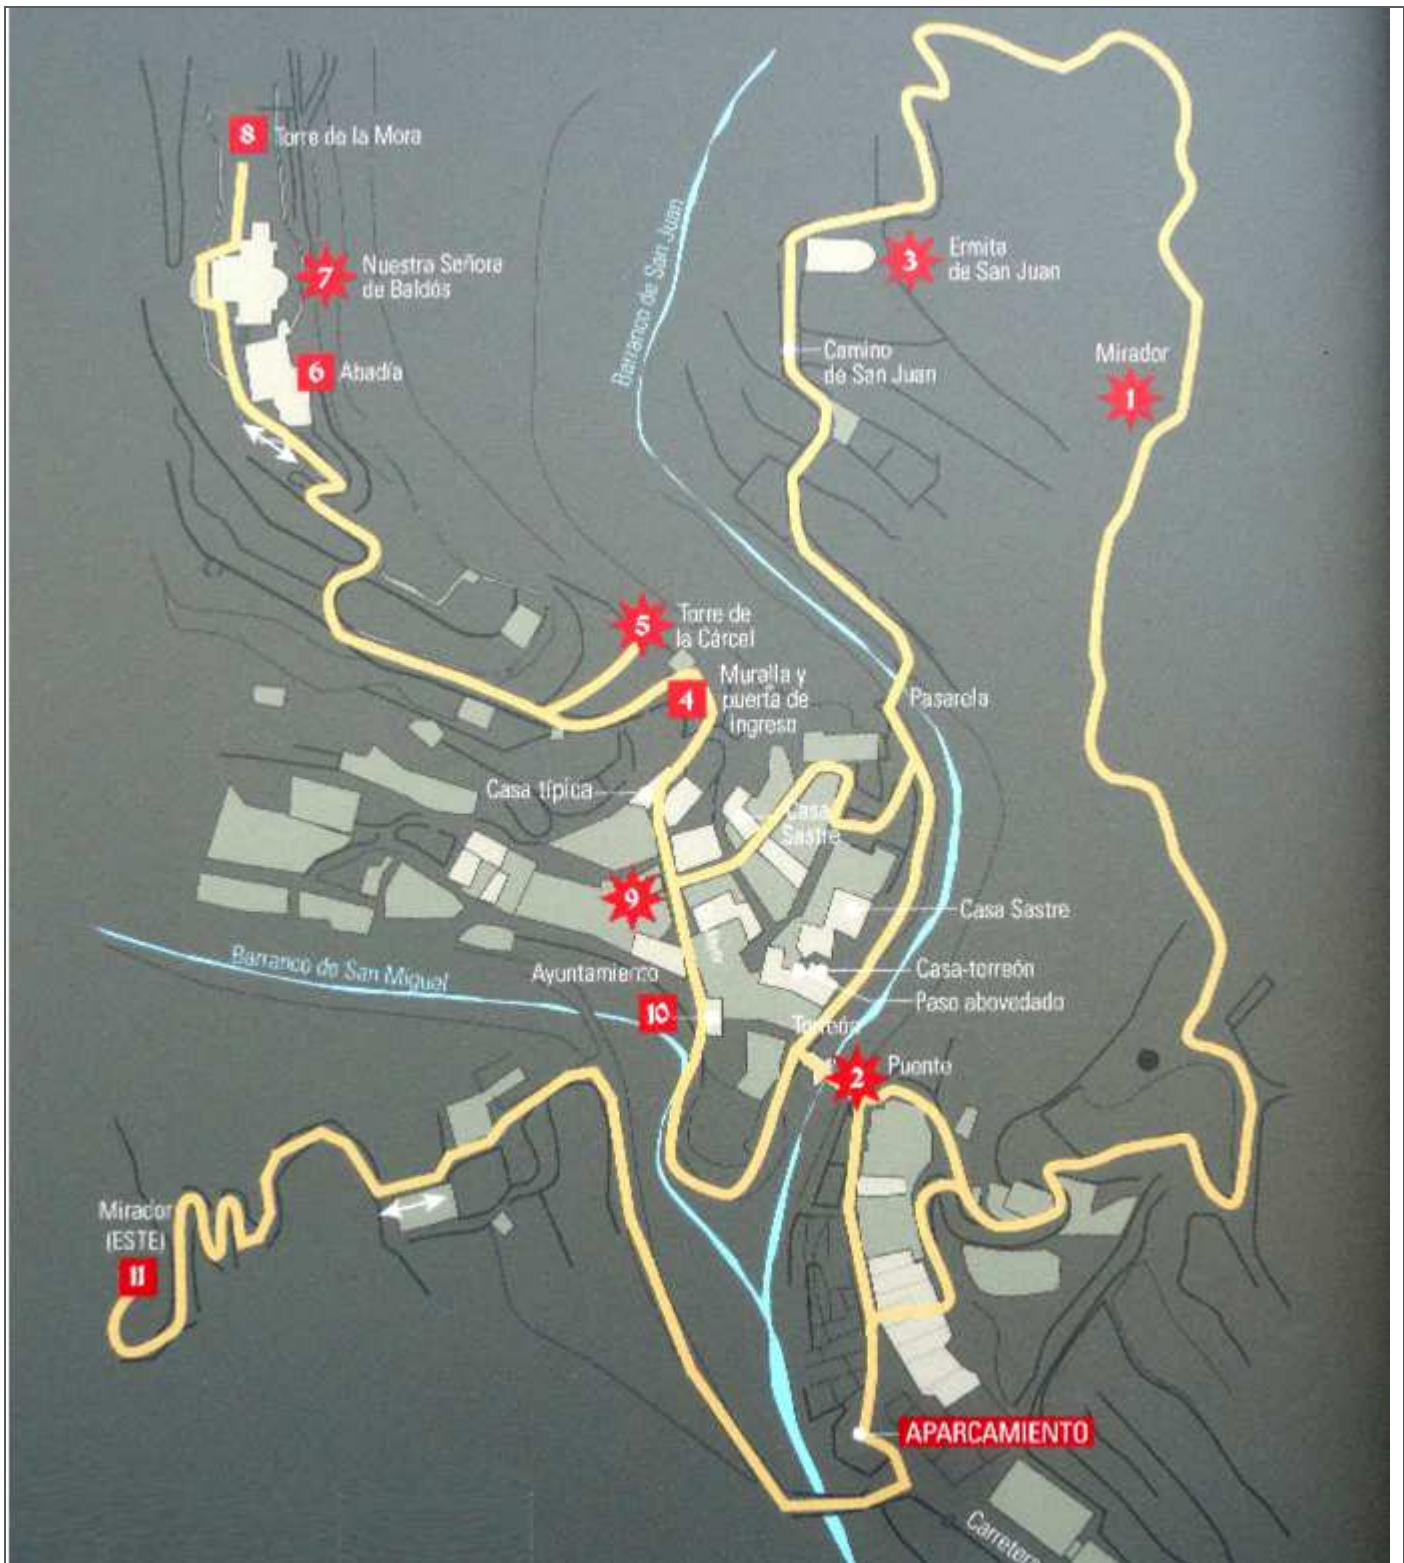 8 Torre de la Mora
7 Nuestra Señora
de Baldós
6 Abadía
Barranco de San Juan
3 Ermita
de San Juan
Camino
de San Juan
Mirador
1
5 Torre de
la Cárcel
4 Muralla y
puerta de
ingreso
Pasarela
Casa típica
Casa
Sastre
9
Casa Sastre
Barranco de San Miguel
Ayuntamiento
Casa-torreón
10
Paso abovedado
Torreón
2 Puente
Mirador
(ESTE)
11
APARCAMIENTO
Carretera